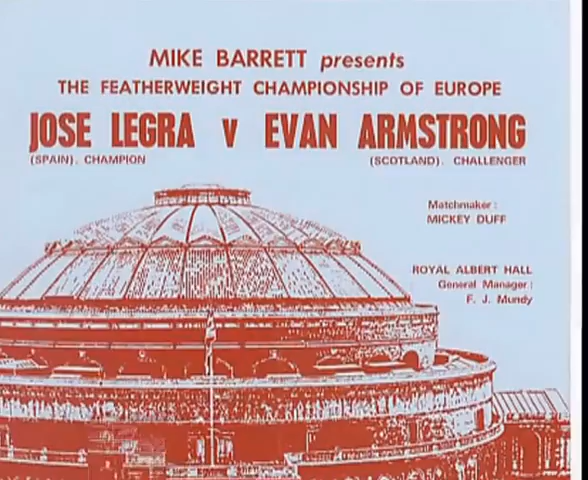 MIKE BARRETT presents
THE FEATHERWEIGHT CHAMPIONSHIP OF EUROPE
JOSE LEGRA v EVAN ARMSTRONG
(SPAIN). CHAMPION (SCOTLAND). CHALLENGER
Matchmaker :
MICKEY DUFF
ROYAL ALBERT HALL
General Manager :
F. J. Mundy